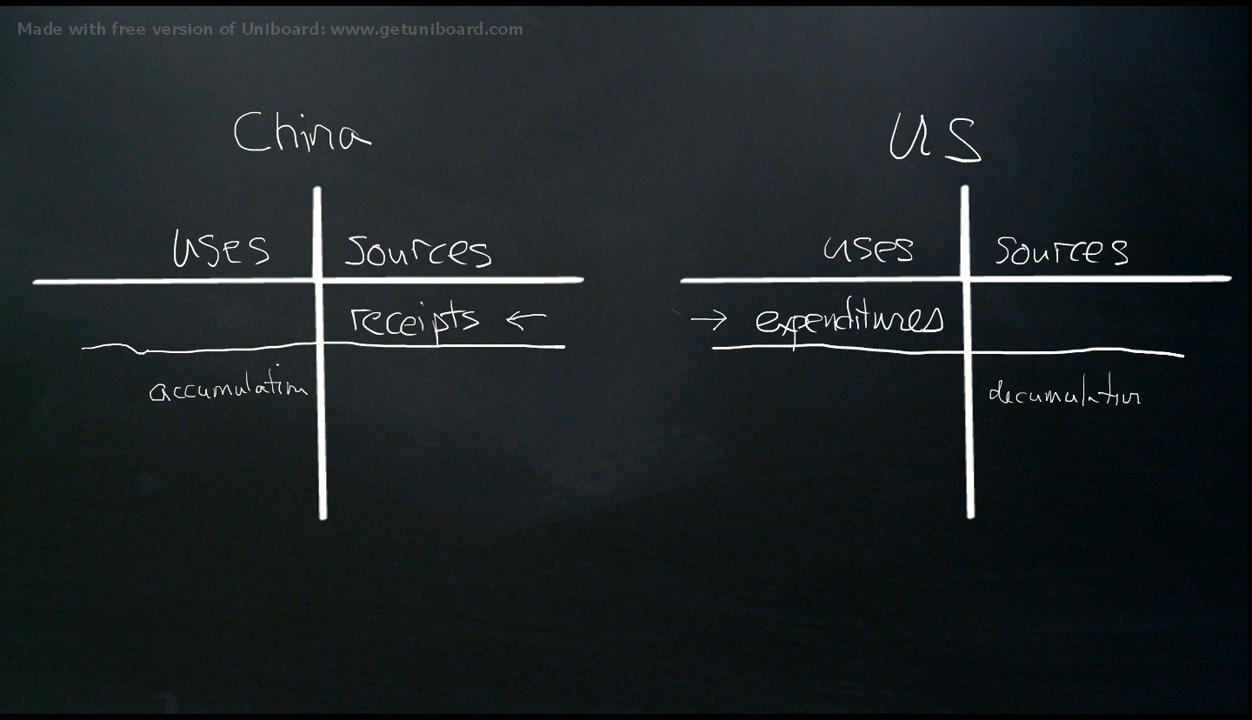 Made with free version of Uniboard: www.getuniboard.com
China
uses sources
receipts ←
accumulation
US
uses sources
→ expenditures
decumulation